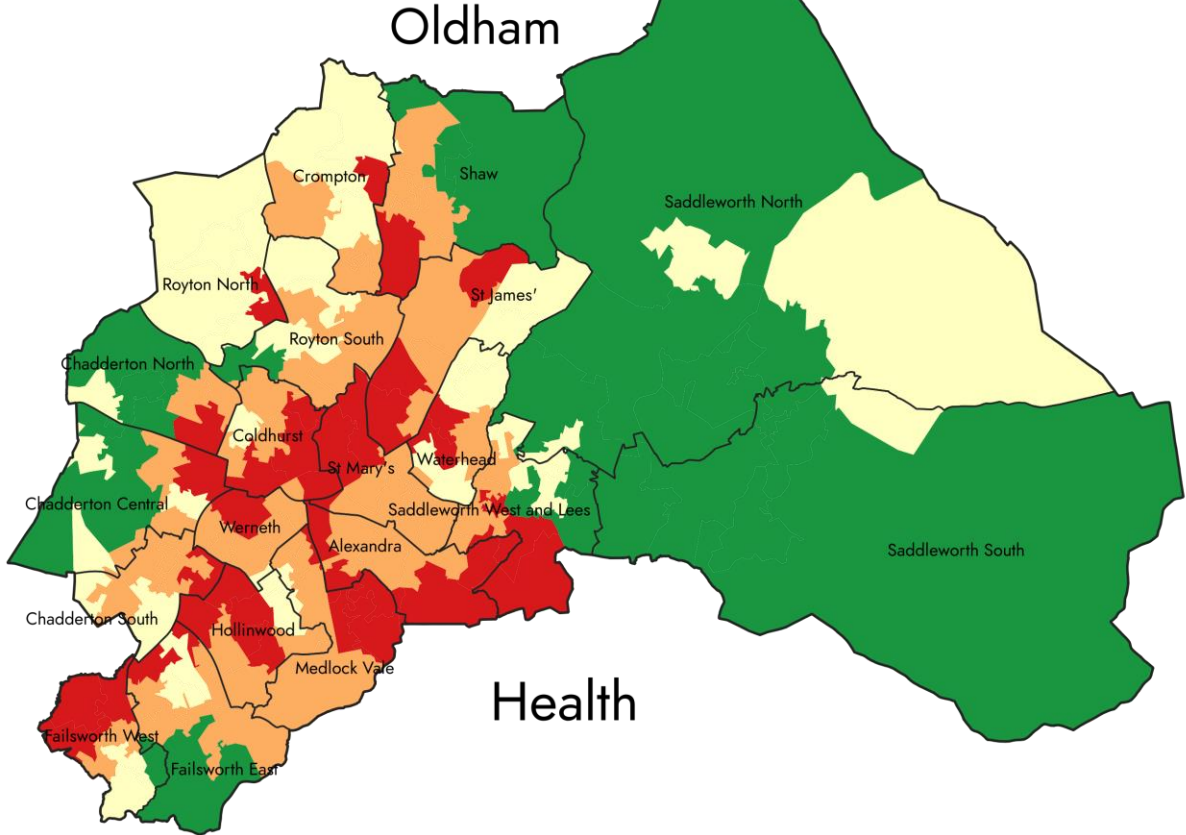 Oldham
Crompton
Shaw
Saddleworth North
Royton North
St James'
Royton South
Chadderton North
Coldhurst
Waterhead
St Mary's
Chadderton Central
Saddleworth West and Lees
Werneth
Alexandra
Saddleworth South
Chadderton South
Hollinwood
Medlock Vale
Health
Failsworth West
Failsworth East